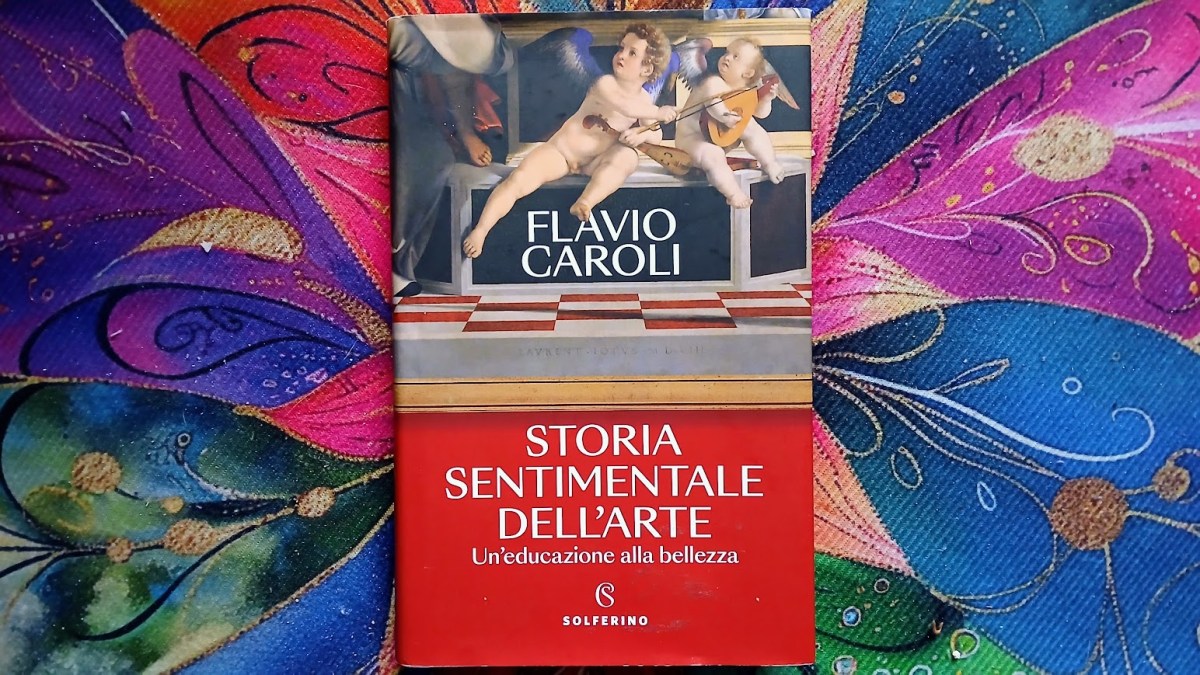 FLAVIO
CAROLI
STORIA
SENTIMENTALE
DELL'ARTE
Un'educazione alla bellezza
SOLFERINO